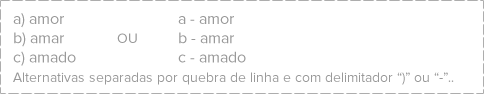 a) amor a - amor
b) amar OU b - amar
c) amado c - amado
Alternativas separadas por quebra de linha e com delimitador “)” ou “-”..